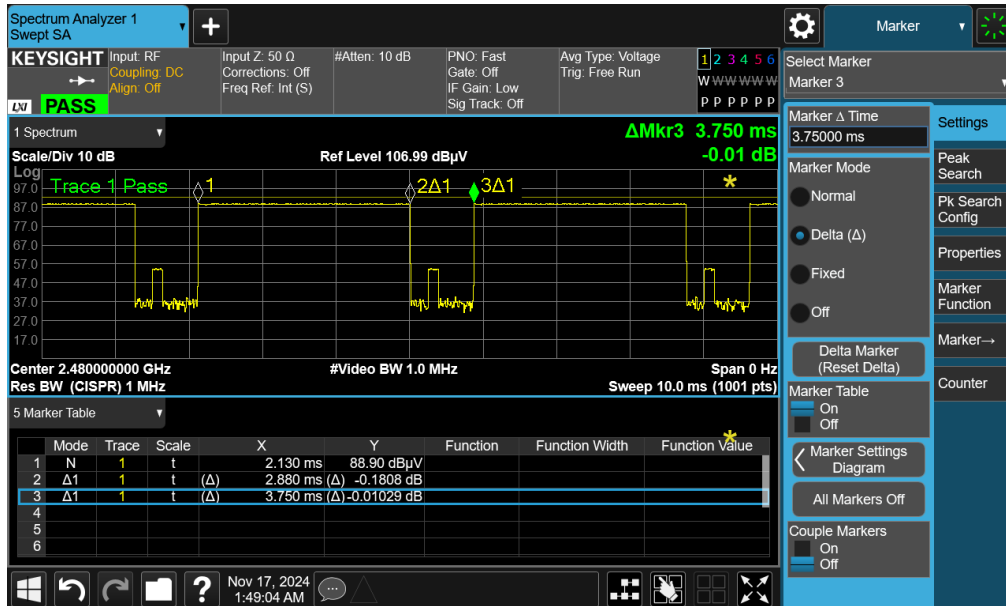 Spectrum Analyzer 1
Swept SA
+
Marker
KEYSIGHT
LXI
PASS
Input: RF
Coupling: DC
Align: Off
Input Z: 50 Ω
Corrections: Off
Freq Ref: Int (S)
#Atten: 10 dB
PNO: Fast
Gate: Off
IF Gain: Low
Sig Track: Off
Avg Type: Voltage
Trig: Free Run
1 2 3 4 5 6
W W W W W W
P P P P P P
Select Marker
Marker 3
1 Spectrum
ΔMkr3 3.750 ms
-0.01 dB
Scale/Div 10 dB
Ref Level 106.99 dBµV
Log
Trace 1 Pass
1
2Δ1
3Δ1
*
97.0
87.0
77.0
67.0
57.0
47.0
37.0
27.0
17.0
Center 2.480000000 GHz
#Video BW 1.0 MHz
Span 0 Hz
Res BW (CISPR) 1 MHz
Sweep 10.0 ms (1001 pts)
5 Marker Table
*
Mode Trace Scale X Y Function Function Width Function Value
1 N 1 t 2.130 ms 88.90 dBµV
2 Δ1 1 t (Δ) 2.880 ms (Δ) -0.1808 dB
3 Δ1 1 t (Δ) 3.750 ms (Δ) -0.01029 dB
4
5
6
Marker Δ Time
3.75000 ms
Marker Mode
Normal
Delta (Δ)
Fixed
Off
Delta Marker
(Reset Delta)
Marker Table
On
Off
Marker Settings
Diagram
All Markers Off
Couple Markers
On
Off
Settings
Peak
Search
Pk Search
Config
Properties
Marker
Function
Marker→
Counter
?
Nov 17, 2024
1:49:04 AM